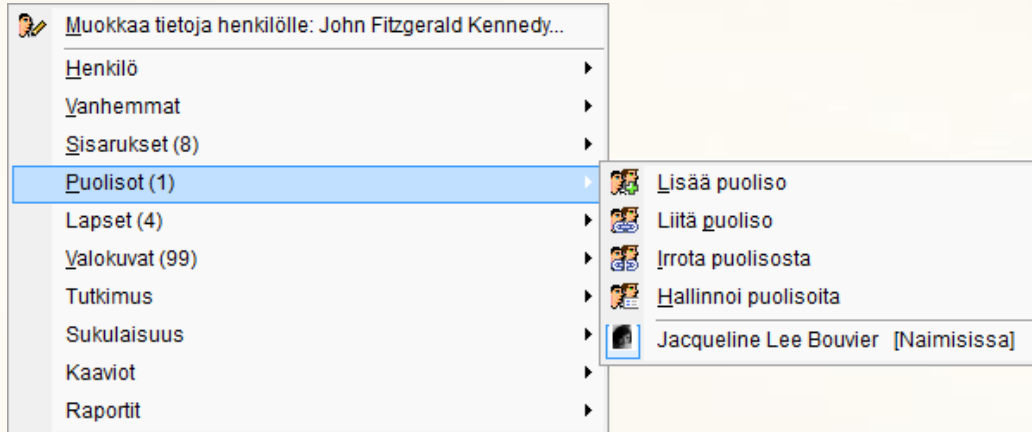 Muokkaa tietoja henkilölle: John Fitzgerald Kennedy...
Henkilö
Vanhemmat
Sisarukset (8)
Puolisot (1)
Lapset (4)
Valokuvat (99)
Tutkimus
Sukulaisuus
Kaaviot
Raportit
Lisää puoliso
Liitä puoliso
Irrota puolisosta
Hallinnoi puolisoita
Jacqueline Lee Bouvier [Naimisissa]